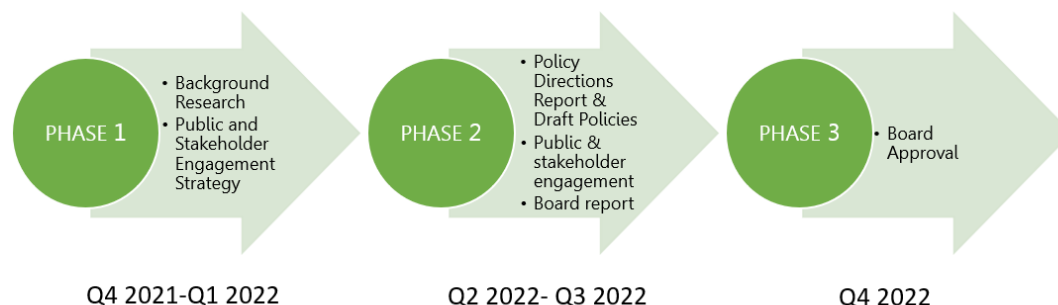 PHASE 1
• Background
Research
• Public and
Stakeholder
Engagement
Strategy
Q4 2021-Q1 2022
PHASE 2
• Policy
Directions
Report &
Draft Policies
• Public &
stakeholder
engagement
• Board report
Q2 2022- Q3 2022
PHASE 3
• Board
Approval
Q4 2022